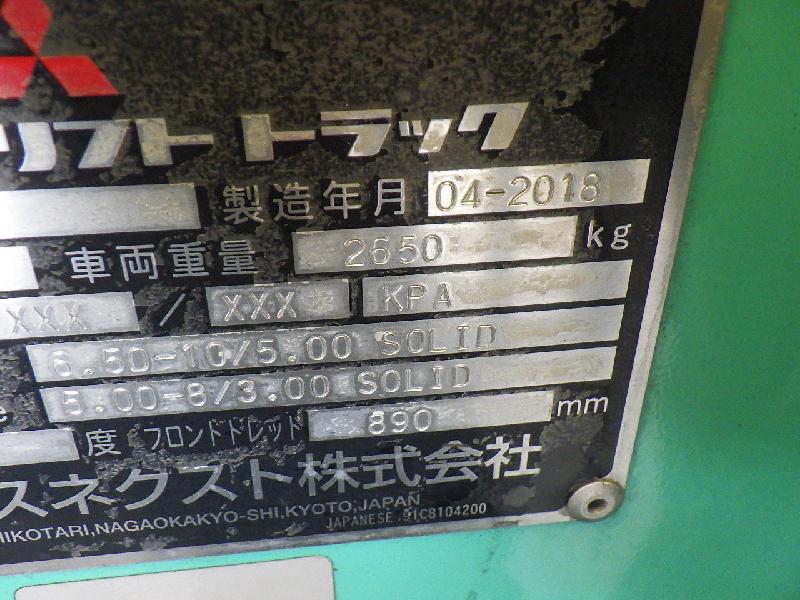 リフトトラック
製造年月 04-2018
車両重量 2650 kg
XXX / XXX KPA
6.50-10/5.00 SOLID
5.00-8/3.00 SOLID
度 フロントトレッド 890 mm
スネクスト株式会社
HIKOTARI,NAGAOKAKYO-SHI,KYOTO,JAPAN
JAPANESE 91C8104200